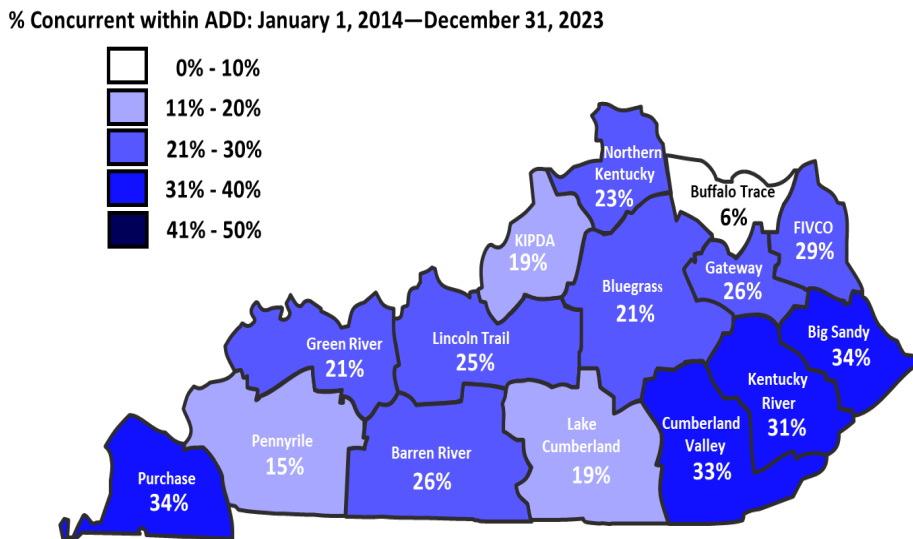 % Concurrent within ADD: January 1, 2014—December 31, 2023
0% - 10%
11% - 20%
21% - 30%
31% - 40%
41% - 50%
Northern
Kentucky
23%
Buffalo Trace
6%
FIVCO
29%
KIPDA
19%
Gateway
26%
Bluegrass
21%
Big Sandy
34%
Green River
21%
Lincoln Trail
25%
Kentucky
River
31%
Lake
Cumberland
19%
Cumberland
Valley
33%
Pennyrile
15%
Barren River
26%
Purchase
34%